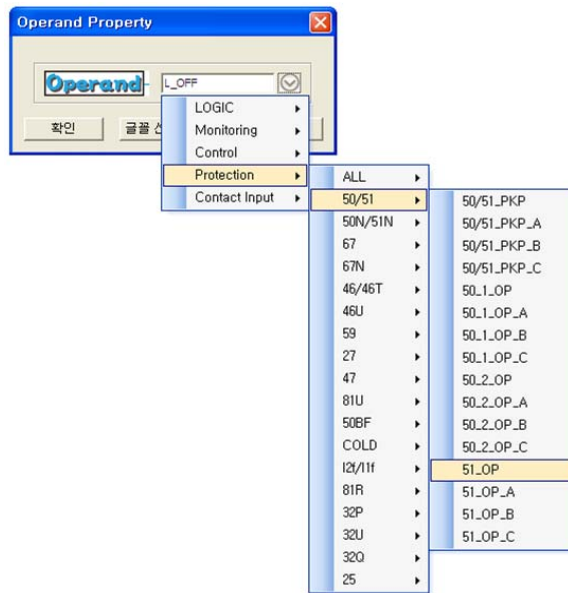 Operand Property
Operand
L_OFF
확인
글꼴
LOGIC
Monitoring
Control
Protection
Contact Input
ALL
50/51
50N/51N
67
67N
46/46T
46U
59
27
47
81U
50BF
COLD
I2f/I1f
81R
32P
32U
32Q
25
50/51_PKP
50/51_PKP_A
50/51_PKP_B
50/51_PKP_C
50_1_OP
50_1_OP_A
50_1_OP_B
50_1_OP_C
50_2_OP
50_2_OP_A
50_2_OP_B
50_2_OP_C
51_OP
51_OP_A
51_OP_B
51_OP_C